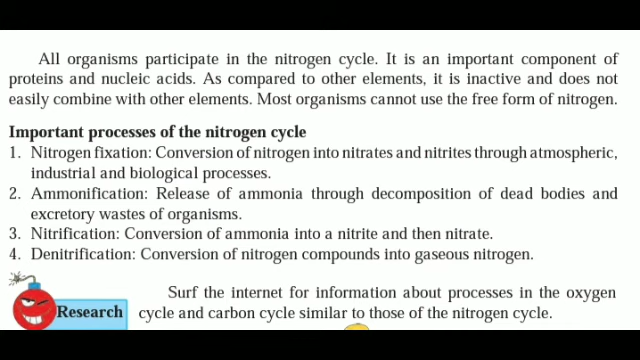 All organisms participate in the nitrogen cycle. It is an important component of
proteins and nucleic acids. As compared to other elements, it is inactive and does not
easily combine with other elements. Most organisms cannot use the free form of nitrogen.
Important processes of the nitrogen cycle
1. Nitrogen fixation: Conversion of nitrogen into nitrates and nitrites through atmospheric,
industrial and biological processes.
2. Ammonification: Release of ammonia through decomposition of dead bodies and
excretory wastes of organisms.
3. Nitrification: Conversion of ammonia into a nitrite and then nitrate.
4. Denitrification: Conversion of nitrogen compounds into gaseous nitrogen.
Research
Surf the internet for information about processes in the oxygen
cycle and carbon cycle similar to those of the nitrogen cycle.